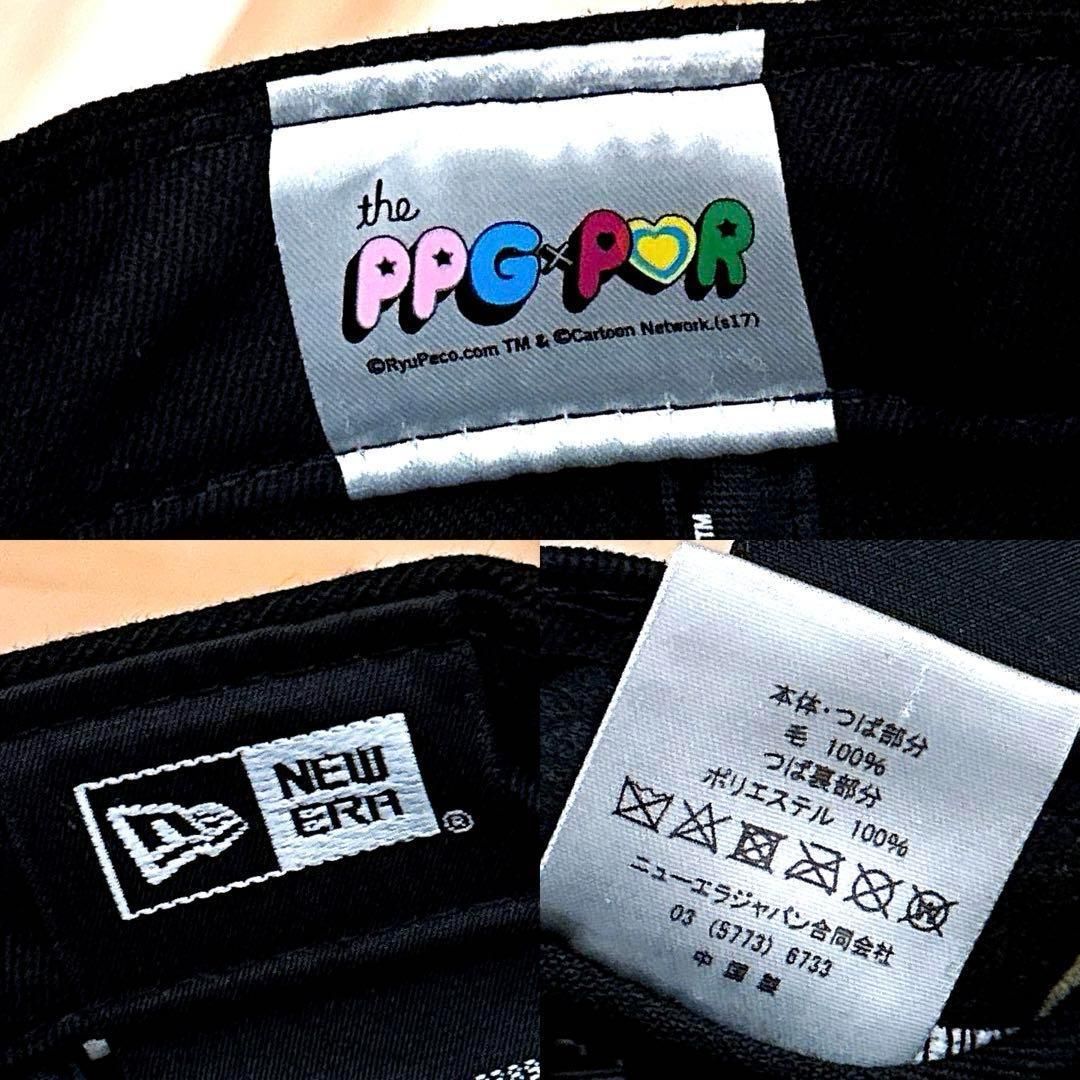 the
PPG×POR
©RyuPeco.com TM & ©Cartoon Network.(s17)
TM
NEW
ERA
®
本体・つば部分
毛 100%
つば裏部分
ポリエステル 100%
ニューエラジャパン合同会社
03 (5773) 6733
中国製